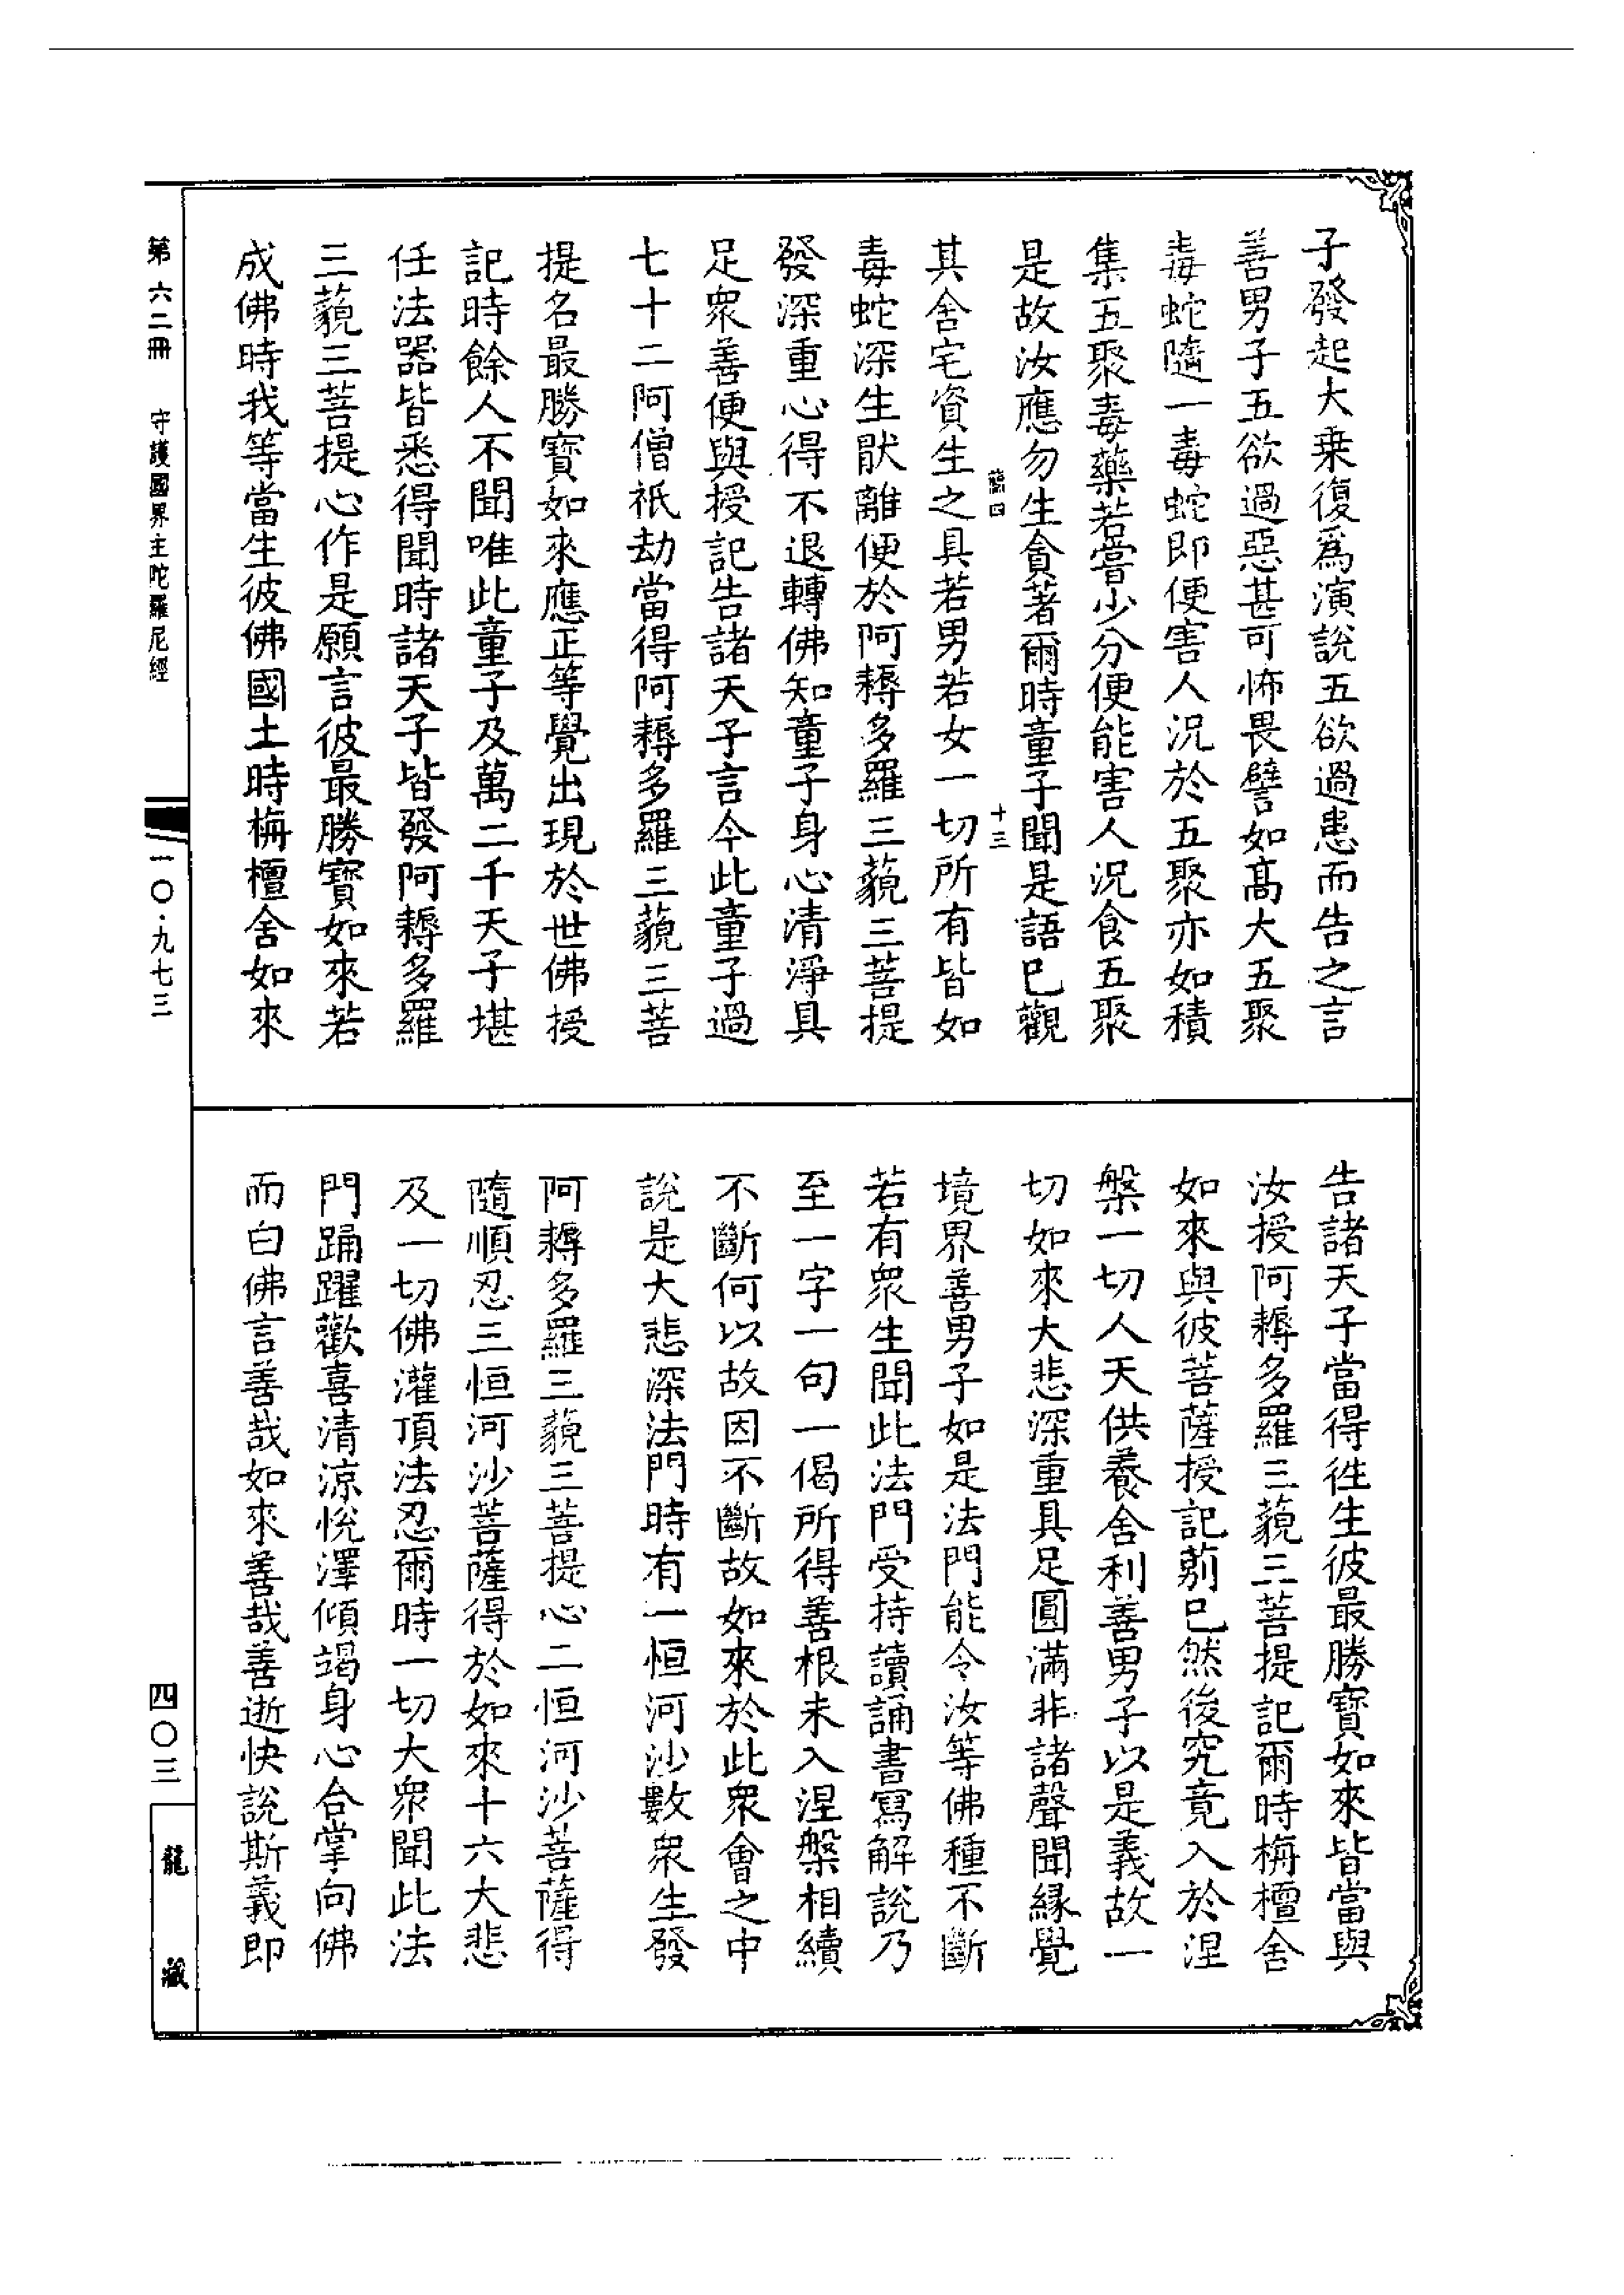 子發起大乗復爲演說五欲過患而告之言
善男子五欲過惡甚可怖畏譬如髙大五聚
毒蛇隨一毒蛇即便害人況於五聚亦如積
集五聚毒藥若嘗少分便能害人況食五聚
是故汝應勿生貪著爾時童子聞是語巳觀
十三
其舍宅資生之具若男若女一切所有皆如
毒蛇深生猒離便於阿耨多羅三藐三菩提
發深重心得不退轉佛知童子身心清淨具
足衆善便與授記告諸天子言今此童子過
七十二阿僧祇劫當得阿耨多羅三藐三菩
提名最勝寶如來應正等覺出現於世佛授
記時餘人不聞唯此童子及萬二千天子堪
任法器皆悉得聞時諸天子皆發阿耨多羅
三藐三菩提心作是願言彼最勝寶如來若
成佛時我等當生彼佛國土時栴檀舍如來
告諸天子當得徃生彼最勝寶如來皆當與
汝授阿耨多羅三藐三菩提記爾時栴檀舍
如來與彼菩薩授記莂巳然後究竟入於涅
槃一切人天供養舍利善男子以是義故一
切如來大悲深重具足圓滿非諸聲聞緣覺
境界善男子如是法門能令汝等佛種不斷
若有衆生聞此法門受持讀誦書寫解說乃
至一字一句一偈所得善根未入涅槃相續
不斷何以故因不斷故如來於此衆會之中
說是大悲深法門時有一恒河沙數衆生發
阿耨多羅三藐三菩提心二恒河沙菩薩得
隨順忍三恒河沙菩薩得於如來十六大悲
及一切佛灌頂法忍爾時一切大衆聞此法
門踊躍歡喜清涼悅澤傾竭身心合掌向佛
而白佛言善哉如來善哉善逝快說斯義即
第六二冊　守護國界主陀羅尼經
一〇·九七三
四〇三
龍藏